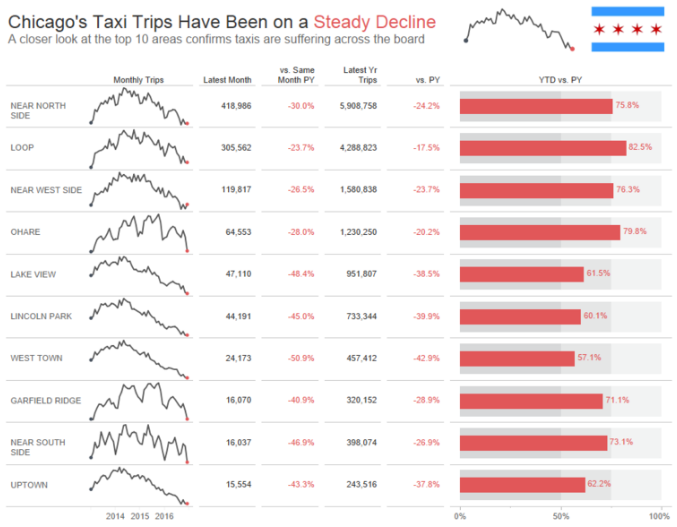 Chicago's Taxi Trips Have Been on a Steady Decline
A closer look at the top 10 areas confirms taxis are suffering across the board
Monthly Trips Latest Month vs. Same Month PY Latest Yr Trips vs. PY YTD vs. PY
NEAR NORTH SIDE 418,986 -30.0% 5,908,758 -24.2% 75.8%
LOOP 305,562 -23.7% 4,288,823 -17.5% 82.5%
NEAR WEST SIDE 119,817 -26.5% 1,580,838 -23.7% 76.3%
OHARE 64,553 -28.0% 1,230,250 -20.2% 79.8%
LAKE VIEW 47,110 -48.4% 951,807 -38.5% 61.5%
LINCOLN PARK 44,191 -45.0% 733,344 -39.9% 60.1%
WEST TOWN 24,173 -50.9% 457,412 -42.9% 57.1%
GARFIELD RIDGE 16,070 -40.9% 320,152 -28.9% 71.1%
NEAR SOUTH SIDE 16,037 -46.9% 398,074 -26.9% 73.1%
UPTOWN 15,554 -43.3% 243,516 -37.8% 62.2%
2014 2015 2016 0% 50% 100%